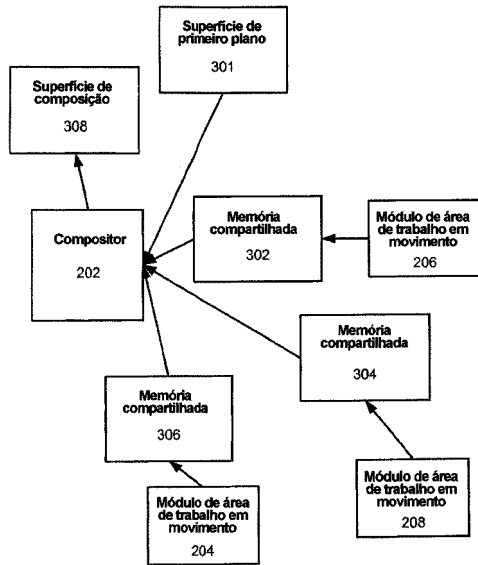 Superfície de
primeiro plano
301
Superfície de
composição
308
Compositor
202
Memória
compartilhada
302
Módulo de área
de trabalho em
movimento
206
Memória
compartilhada
304
Memória
compartilhada
306
Módulo de área
de trabalho em
movimento
208
Módulo de área
de trabalho em
movimento
204